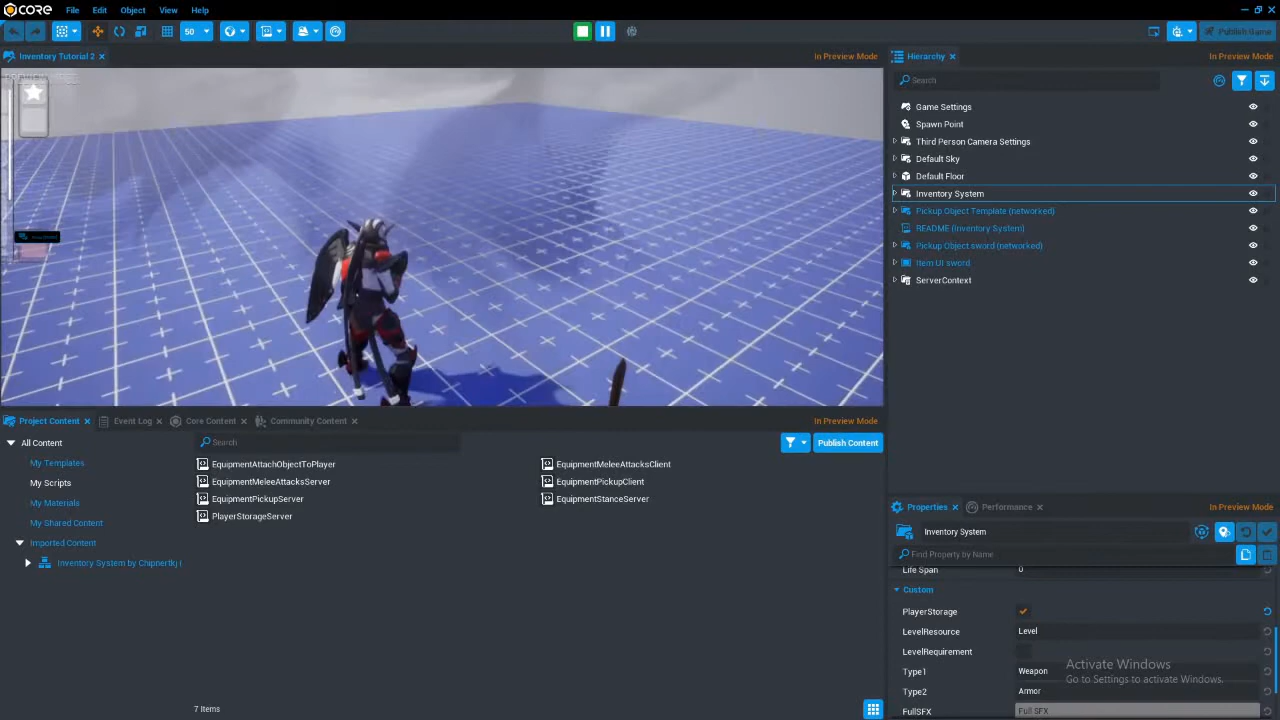 CORE File Edit Object View Help
50 Publish Game
Inventory Tutorial 2 In Preview Mode
Hierarchy In Preview Mode
Search
Game Settings
Spawn Point
Third Person Camera Settings
Default Sky
Default Floor
Inventory System
Pickup Object Template (networked)
README (Inventory System)
Pickup Object sword (networked)
Item UI sword
ServerContext
Project Content Event Log Core Content Community Content In Preview Mode
All Content
Search
Publish Content
My Templates
My Scripts
My Materials
My Shared Content
Imported Content
Inventory System by Chipnertkj (
EquipmentAttachObjectToPlayer EquipmentMeleeAttacksClient
EquipmentMeleeAttacksServer EquipmentPickupClient
EquipmentPickupServer EquipmentStanceServer
PlayerStorageServer
7 Items
Properties Performance In Preview Mode
Inventory System
Find Property by Name
Life Span 0
Custom
PlayerStorage
LevelResource Level
LevelRequirement
Type1 Weapon
Type2 Armor
FullSFX Full SFX
Activate Windows
Go to Settings to activate Windows.